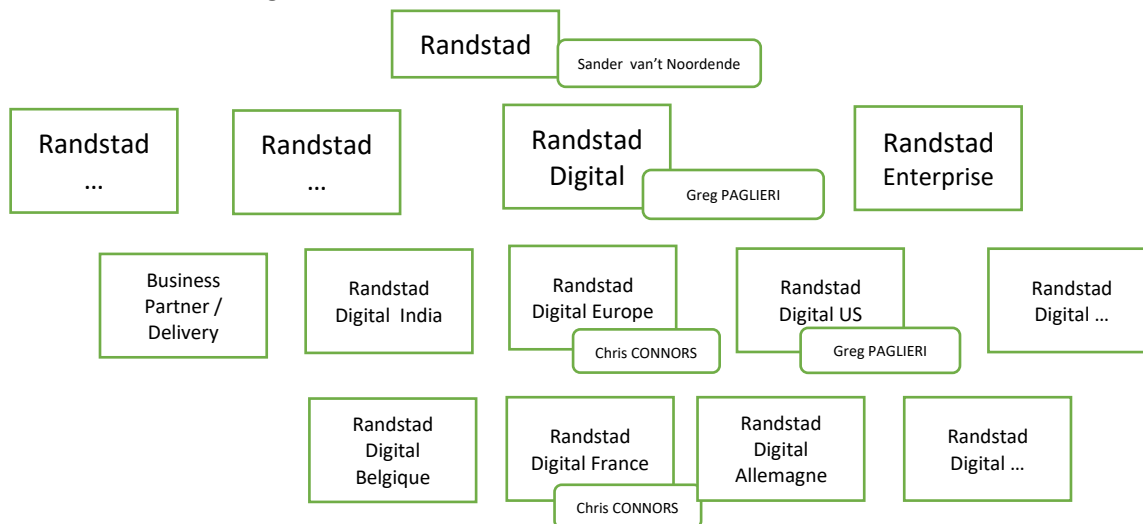 Randstad
Sander van’t Noordende
Randstad
...
Randstad
...
Randstad
Digital
Greg PAGLIERI
Randstad
Enterprise
Business
Partner /
Delivery
Randstad
Digital India
Randstad
Digital Europe
Chris CONNORS
Randstad
Digital US
Greg PAGLIERI
Randstad
Digital ...
Randstad
Digital
Belgique
Randstad
Digital France
Chris CONNORS
Randstad
Digital
Allemagne
Randstad
Digital ...